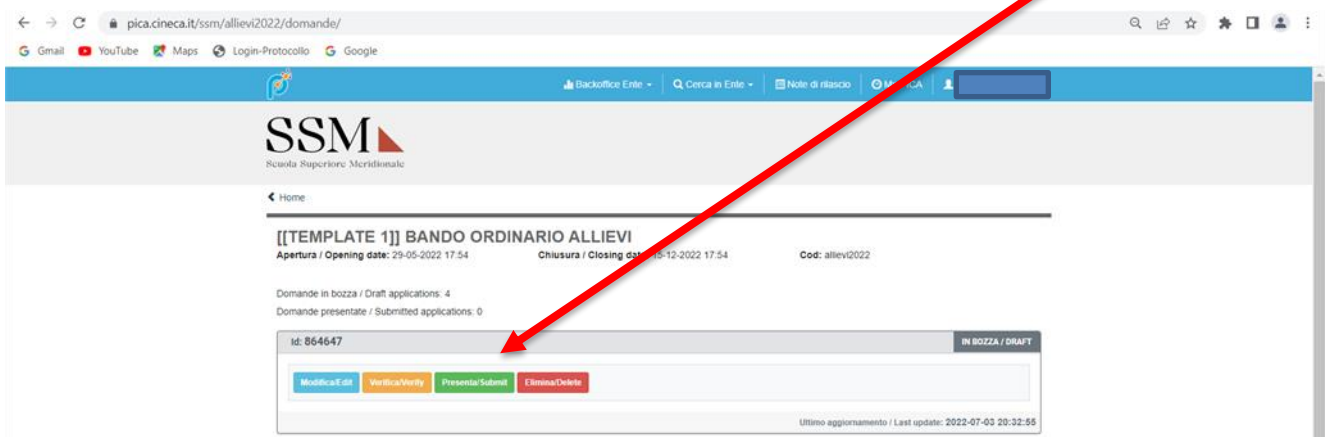 pica.cineca.it/ssm/allievi2022/domande/
Gmail YouTube Maps Login-Protocollo Google
Backoffice Ente Cerca in Ente Note di rilascio
SSM
Scuola Superiore Meridionale
Home
[[TEMPLATE 1]] BANDO ORDINARIO ALLIEVI
Apertura / Opening date: 29-05-2022 17:54 Chiusura / Closing -12-2022 17:54 Cod: allievi2022
Domande in bozza / Draft applications: 4
Domande presentate / Submitted applications: 0
Id: 864647 IN BOZZA / DRAFT
Modifica/Edit Verifica/Verify Presenta/Submit Elimina/Delete
Ultimo aggiornamento / Last update: 2022-07-03 20:32:55